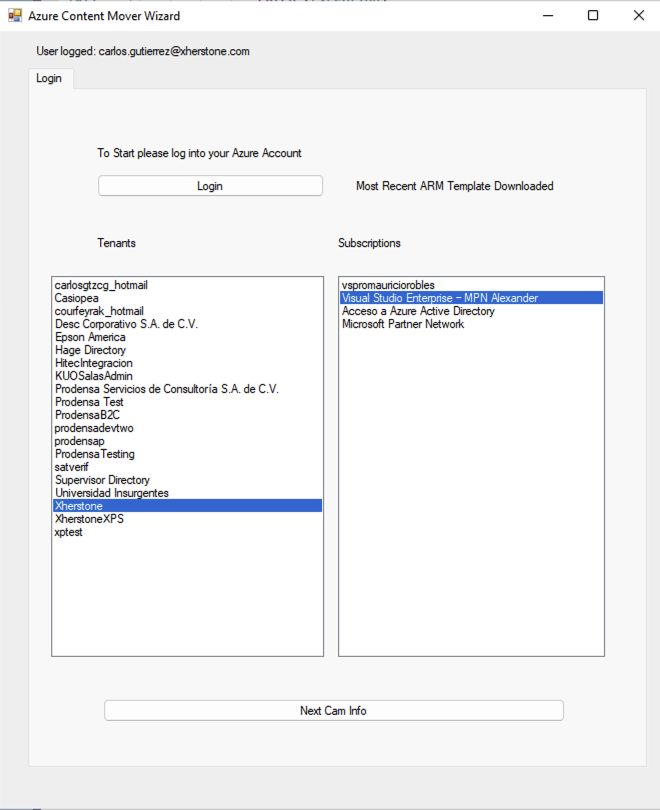 Azure Content Mover Wizard
User logged: carlos.gutierrez@xherstone.com
Login
To Start please log into your Azure Account
Login
Most Recent ARM Template Downloaded
Tenants
Subscriptions
carlosgtzcg_hotmail
Casiopea
courfeyrak_hotmail
Desc Corporativo S.A. de C.V.
Epson America
Hage Directory
HitecIntegracion
KUOSalasAdmin
Prodensa Servicios de Consultoría S.A. de C.V.
Prodensa Test
ProdensaB2C
prodensadevtwo
prodensap
ProdensaTesting
satverif
Supervisor Directory
Universidad Insurgentes
Xherstone
XherstoneXPS
xptest
vspromauriciorobles
Visual Studio Enterprise – MPN Alexander
Acceso a Azure Active Directory
Microsoft Partner Network
Next Cam Info